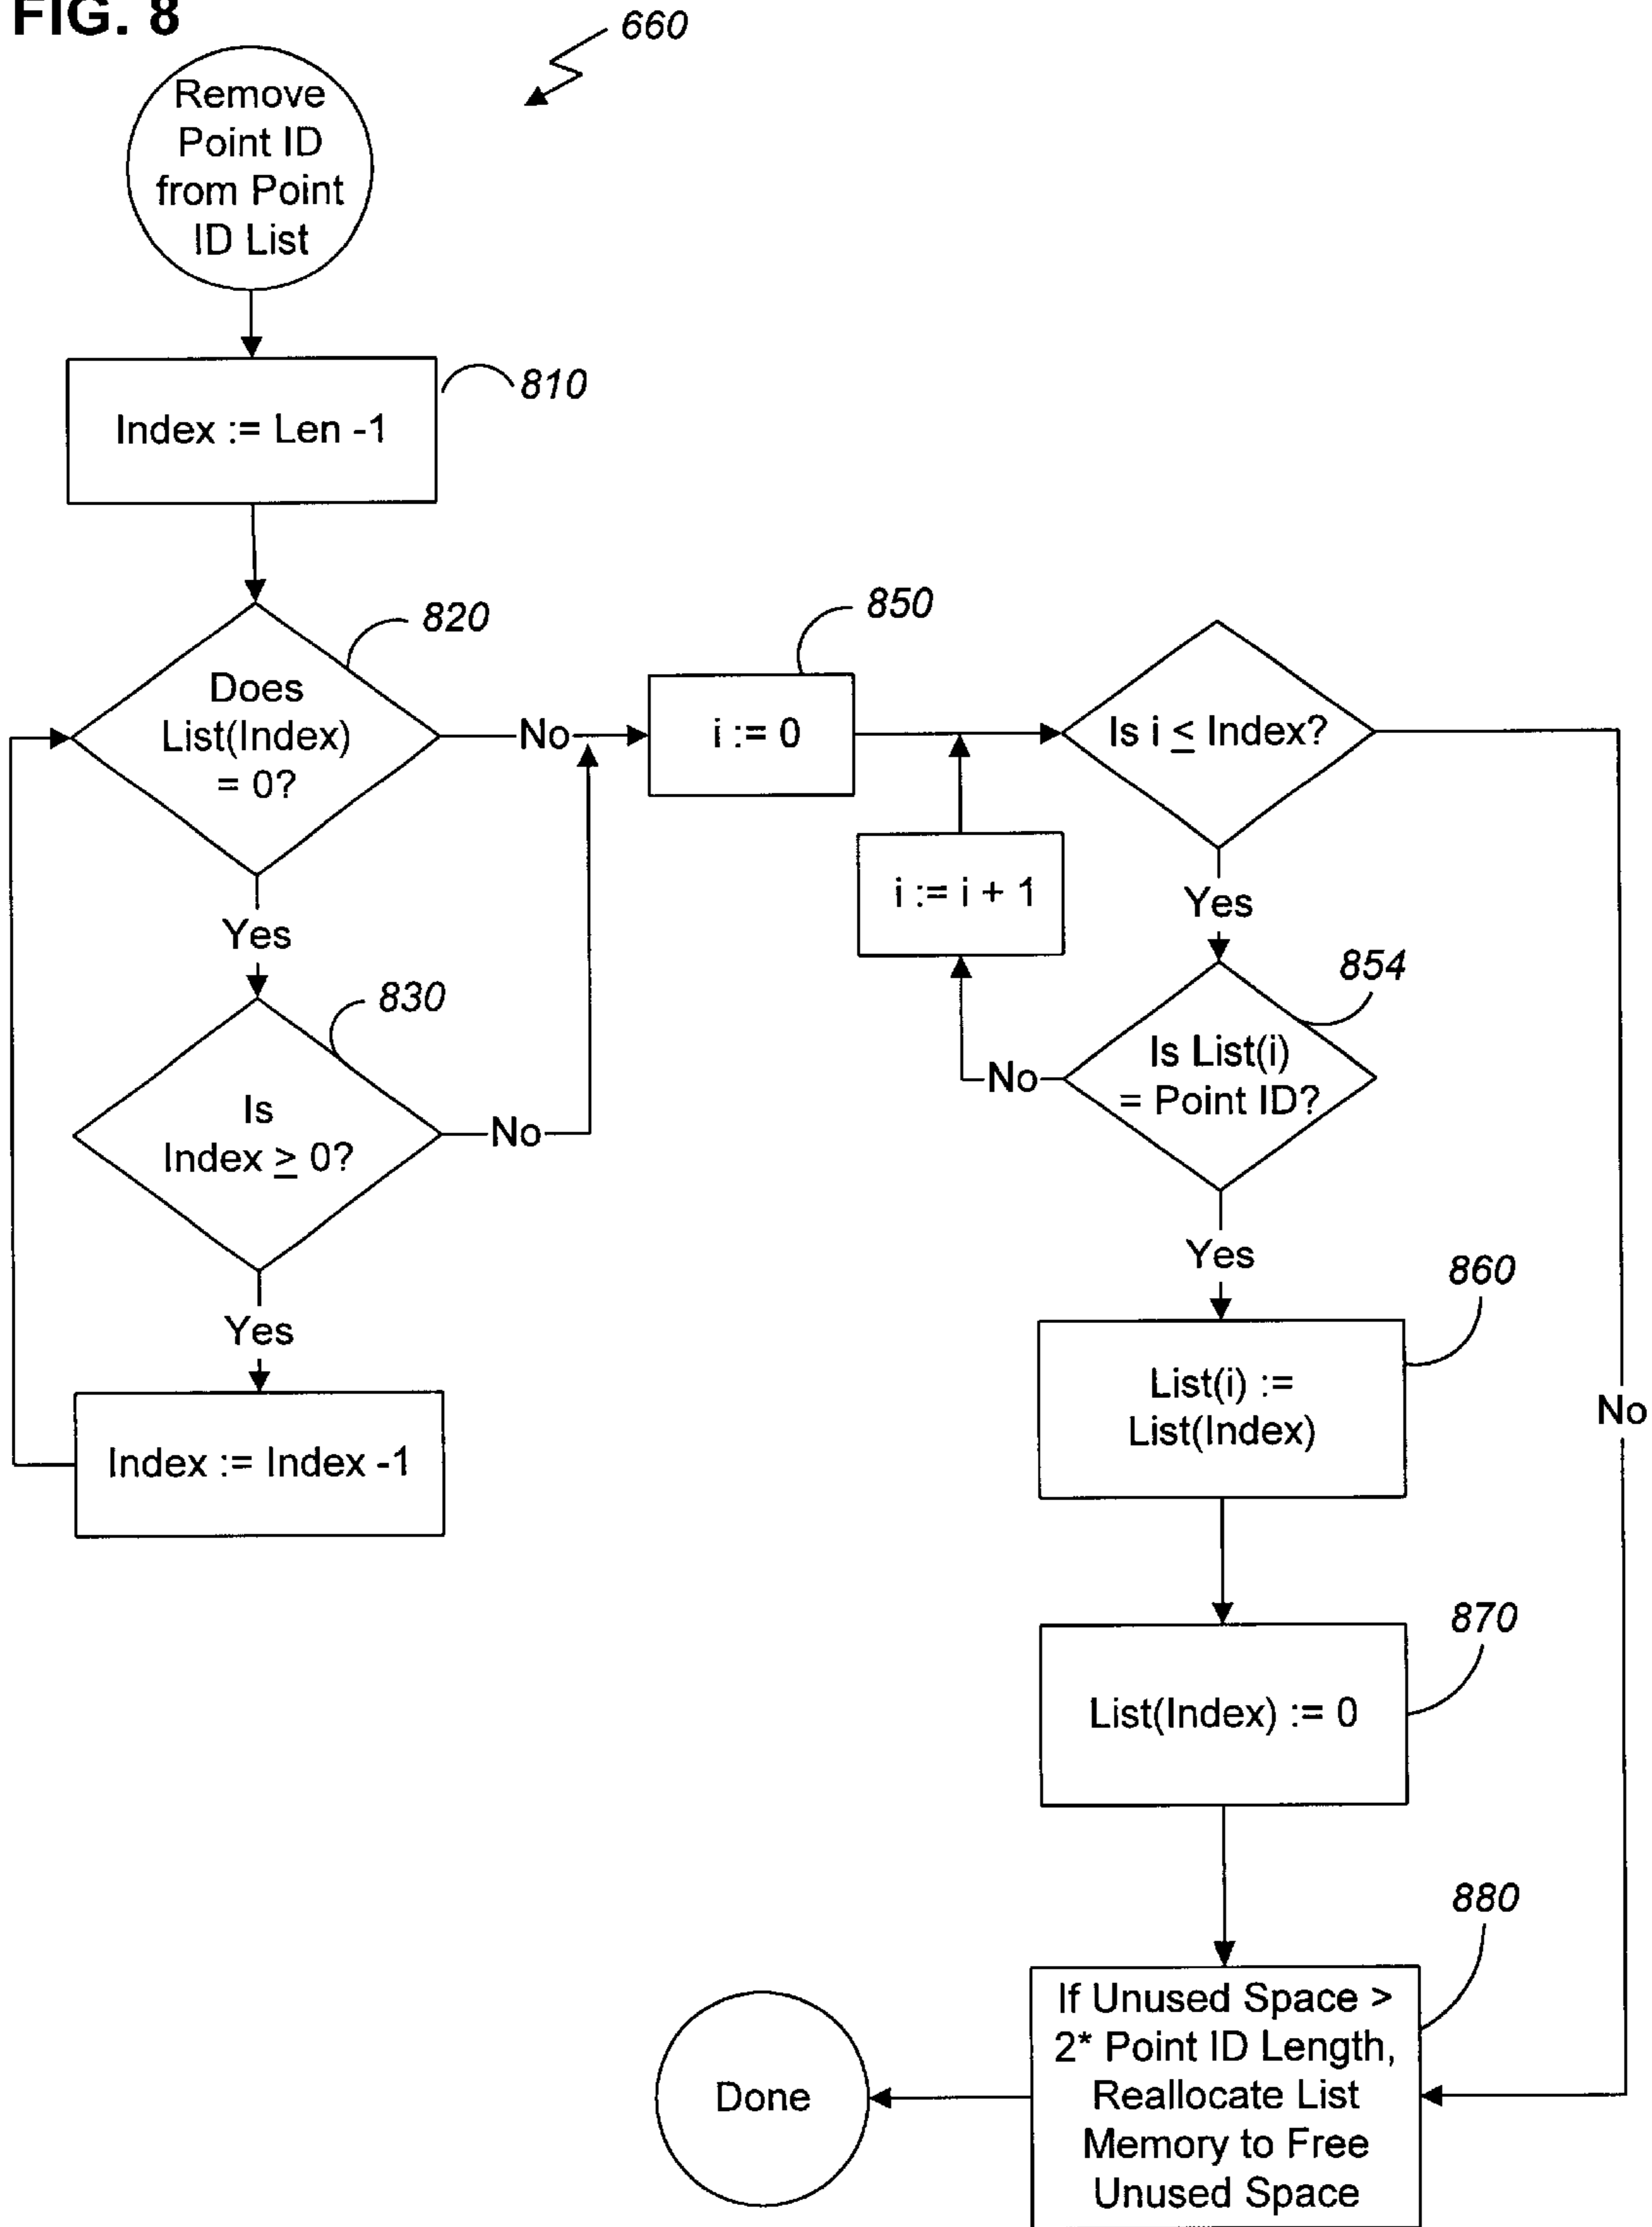 FIG. 8
660
Remove
Point ID
from Point
ID List
810
Index := Len -1
820
Does
List(Index)
= 0?
No
Yes
830
Is
Index ≥ 0?
No
Yes
Index := Index -1
850
i := 0
Is i ≤ Index?
i := i + 1
Yes
No
854
Is List(i)
= Point ID?
No
Yes
860
List(i) :=
List(Index)
870
List(Index) := 0
880
If Unused Space >
2* Point ID Length,
Reallocate List
Memory to Free
Unused Space
Done